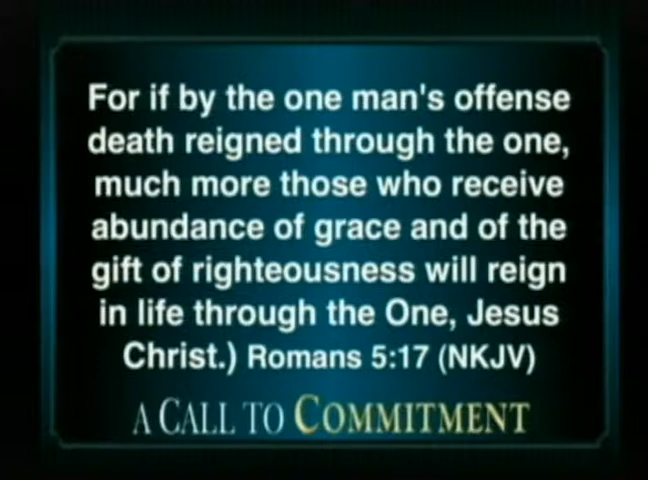 For if by the one man's offense
death reigned through the one,
much more those who receive
abundance of grace and of the
gift of righteousness will reign
in life through the One, Jesus
Christ.) Romans 5:17 (NKJV)
A CALL TO COMMITMENT